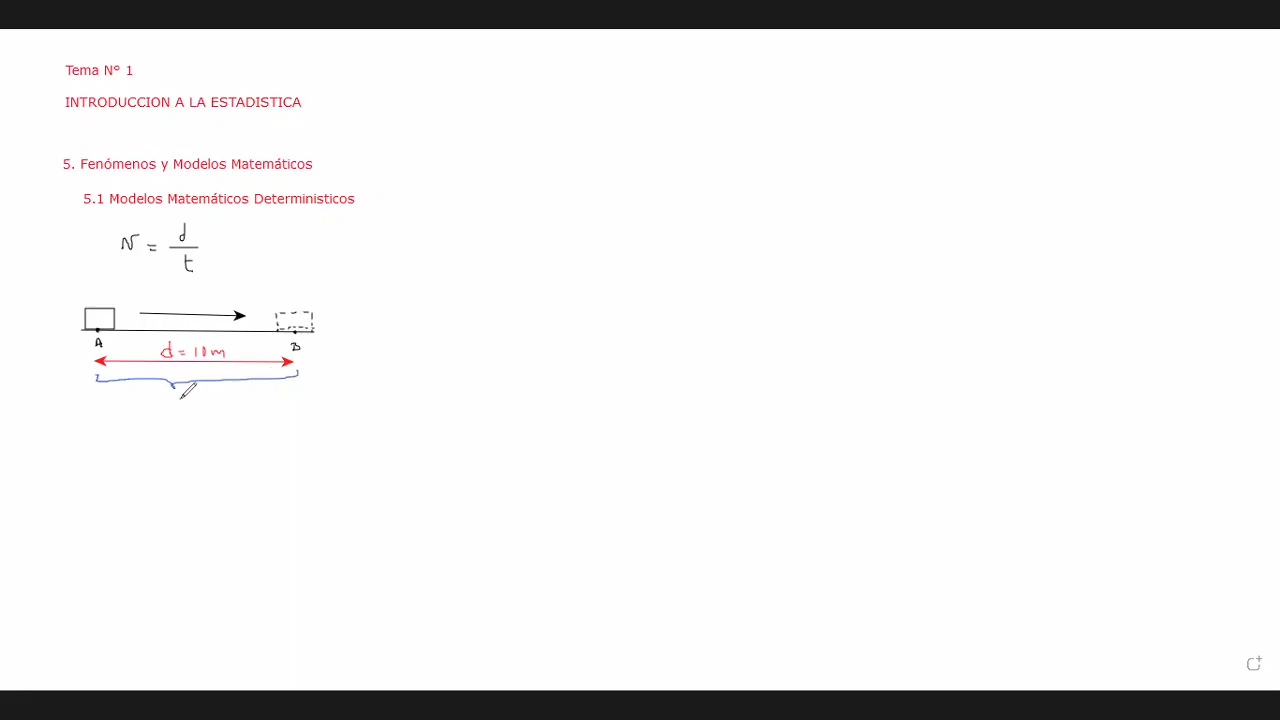 Tema N° 1
INTRODUCCION A LA ESTADISTICA
5. Fenómenos y Modelos Matemáticos
5.1 Modelos Matemáticos Deterministicos
v = d / t
A B
d = 10m